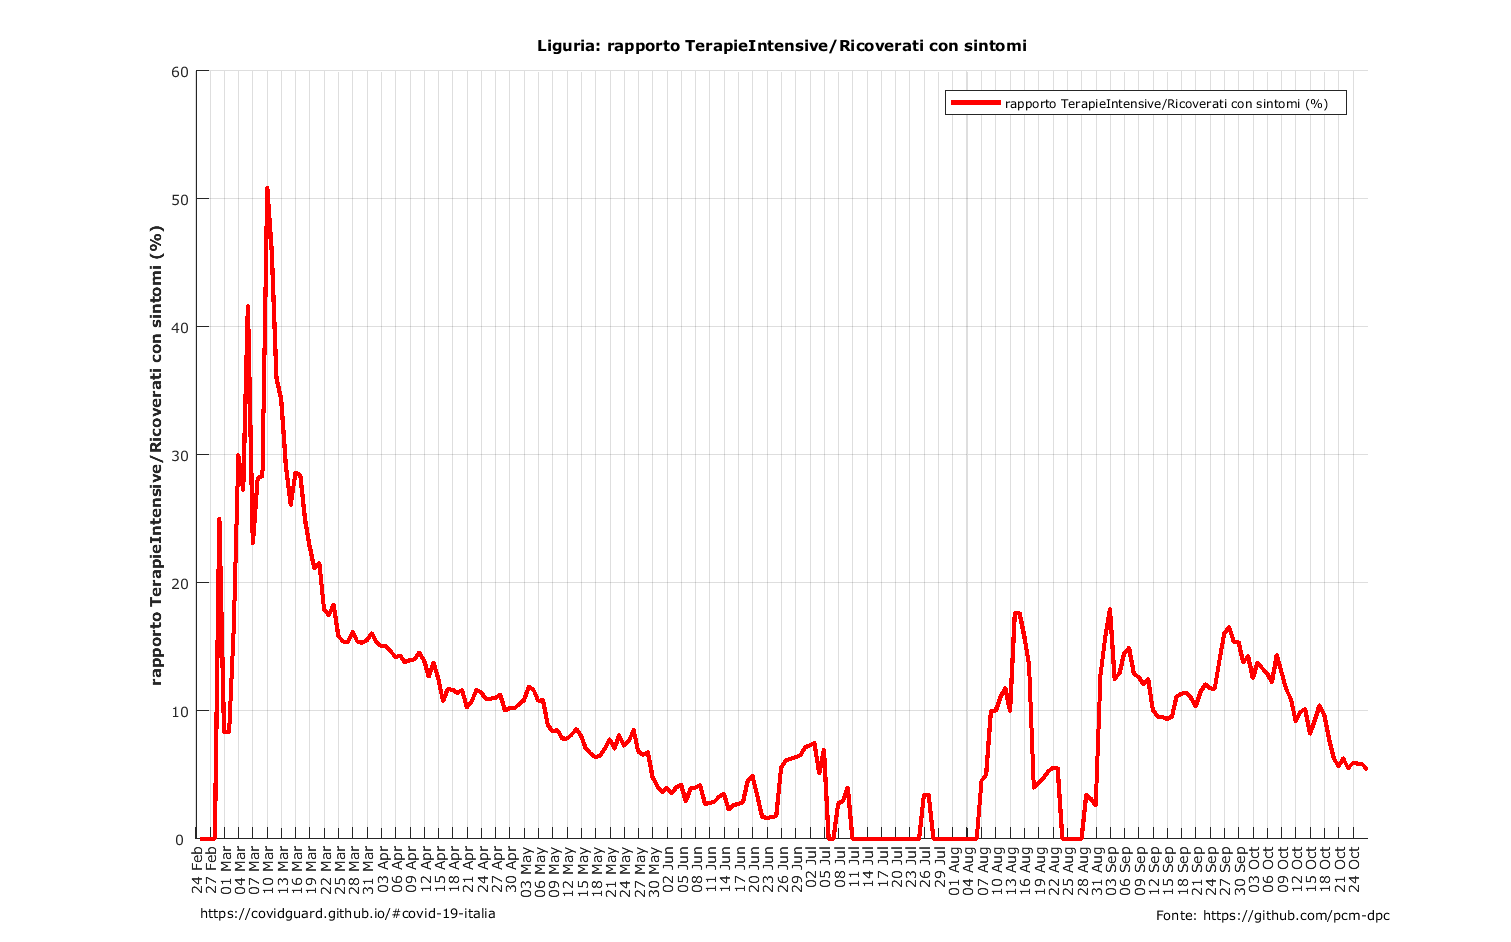 Liguria: rapporto TerapieIntensive/Ricoverati con sintomi
rapporto TerapieIntensive/Ricoverati con sintomi (%)
rapporto TerapieIntensive/Ricoverati con sintomi (%)
60
50
40
30
20
10
0
24 Feb
27 Feb
01 Mar
04 Mar
07 Mar
10 Mar
13 Mar
16 Mar
19 Mar
22 Mar
25 Mar
28 Mar
31 Mar
03 Apr
06 Apr
09 Apr
12 Apr
15 Apr
18 Apr
21 Apr
24 Apr
27 Apr
30 Apr
03 May
06 May
09 May
12 May
15 May
18 May
21 May
24 May
27 May
30 May
02 Jun
05 Jun
08 Jun
11 Jun
14 Jun
17 Jun
20 Jun
23 Jun
26 Jun
29 Jun
02 Jul
05 Jul
08 Jul
11 Jul
14 Jul
17 Jul
20 Jul
23 Jul
26 Jul
29 Jul
01 Aug
04 Aug
07 Aug
10 Aug
13 Aug
16 Aug
19 Aug
22 Aug
25 Aug
28 Aug
31 Aug
03 Sep
06 Sep
09 Sep
12 Sep
15 Sep
18 Sep
21 Sep
24 Sep
27 Sep
30 Sep
03 Oct
06 Oct
09 Oct
12 Oct
15 Oct
18 Oct
21 Oct
24 Oct
https://covidguard.github.io/#covid-19-italia
Fonte: https://github.com/pcm-dpc